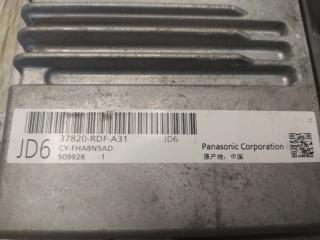 37820-RDF-A31 JD6
JD6 CY-FHA8N5AD
509928 -1
Panasonic Corporation
原产地: 中国